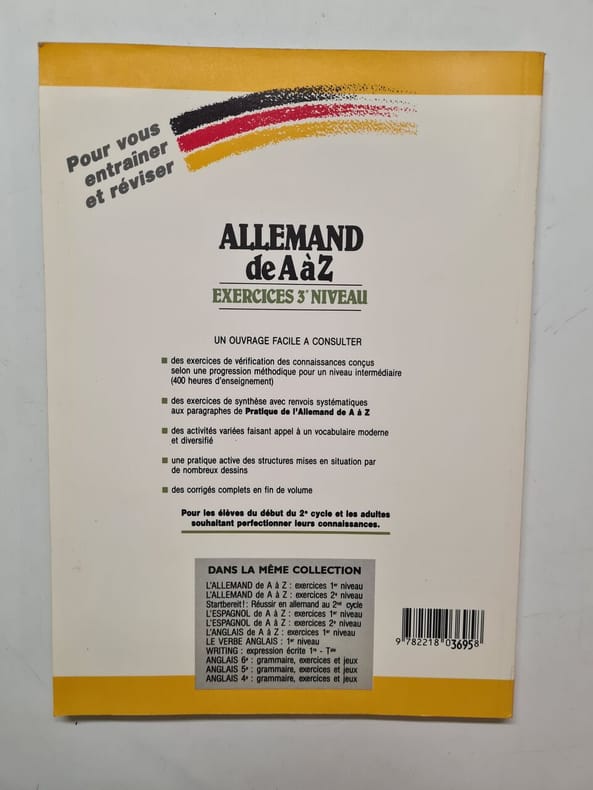 Pour vous
entraîner
et réviser
ALLEMAND
de A à Z
EXERCICES 3e NIVEAU
UN OUVRAGE FACILE A CONSULTER
■ des exercices de vérification des connaissances conçus
selon une progression méthodique pour un niveau intermédiaire
(400 heures d'enseignement)
■ des exercices de synthèse avec renvois systématiques
aux paragraphes de Pratique de l'Allemand de A à Z
■ des activités variées faisant appel à un vocabulaire moderne
et diversifié
■ une pratique active des structures mises en situation par
de nombreux dessins
■ des corrigés complets en fin de volume
Pour les élèves du début du 2e cycle et les adultes
souhaitant perfectionner leurs connaissances.
DANS LA MÊME COLLECTION
L'ALLEMAND de A à Z : exercices 1er niveau
L'ALLEMAND de A à Z : exercices 2e niveau
Startbereit! : Réussir en allemand au 2nd cycle
L'ESPAGNOL de A à Z : exercices 1er niveau
L'ESPAGNOL de A à Z : exercices 2e niveau
L'ANGLAIS de A à Z : exercices 1er niveau
LE VERBE ANGLAIS : 1er niveau
WRITING : expression écrite 1re - Tale
ANGLAIS 6e : grammaire, exercices et jeux
ANGLAIS 5e : grammaire, exercices et jeux
ANGLAIS 4e : grammaire, exercices et jeux
9 782218 036958